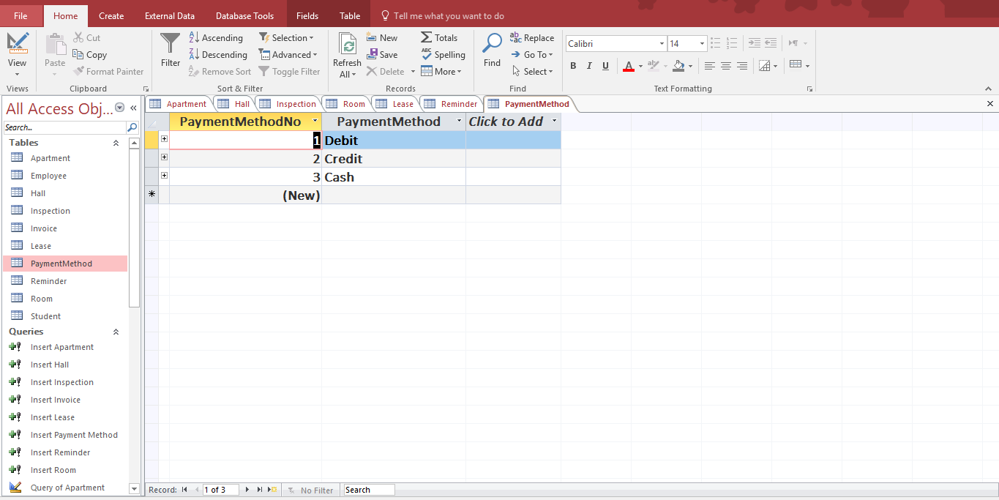 File Home Create External Data Database Tools Fields Table Tell me what you want to do
View
Views
Paste
Cut
Copy
Format Painter
Clipboard
Filter
Ascending
Descending
Remove Sort
Selection
Advanced
Toggle Filter
Sort & Filter
Refresh
All
New
Save
Delete
Totals
Spelling
More
Records
Find
Replace
Go To
Select
Find
Calibri 14
B I U A
Text Formatting
All Access Obj...
Search...
Tables
Apartment
Employee
Hall
Inspection
Invoice
Lease
PaymentMethod
Reminder
Room
Student
Queries
Insert Apartment
Insert Hall
Insert Inspection
Insert Invoice
Insert Lease
Insert Payment Method
Insert Reminder
Insert Room
Query of Apartment
Apartment Hall Inspection Room Lease Reminder PaymentMethod
PaymentMethodNo PaymentMethod Click to Add
1 Debit
2 Credit
3 Cash
(New)
Record: 1 of 3 No Filter Search